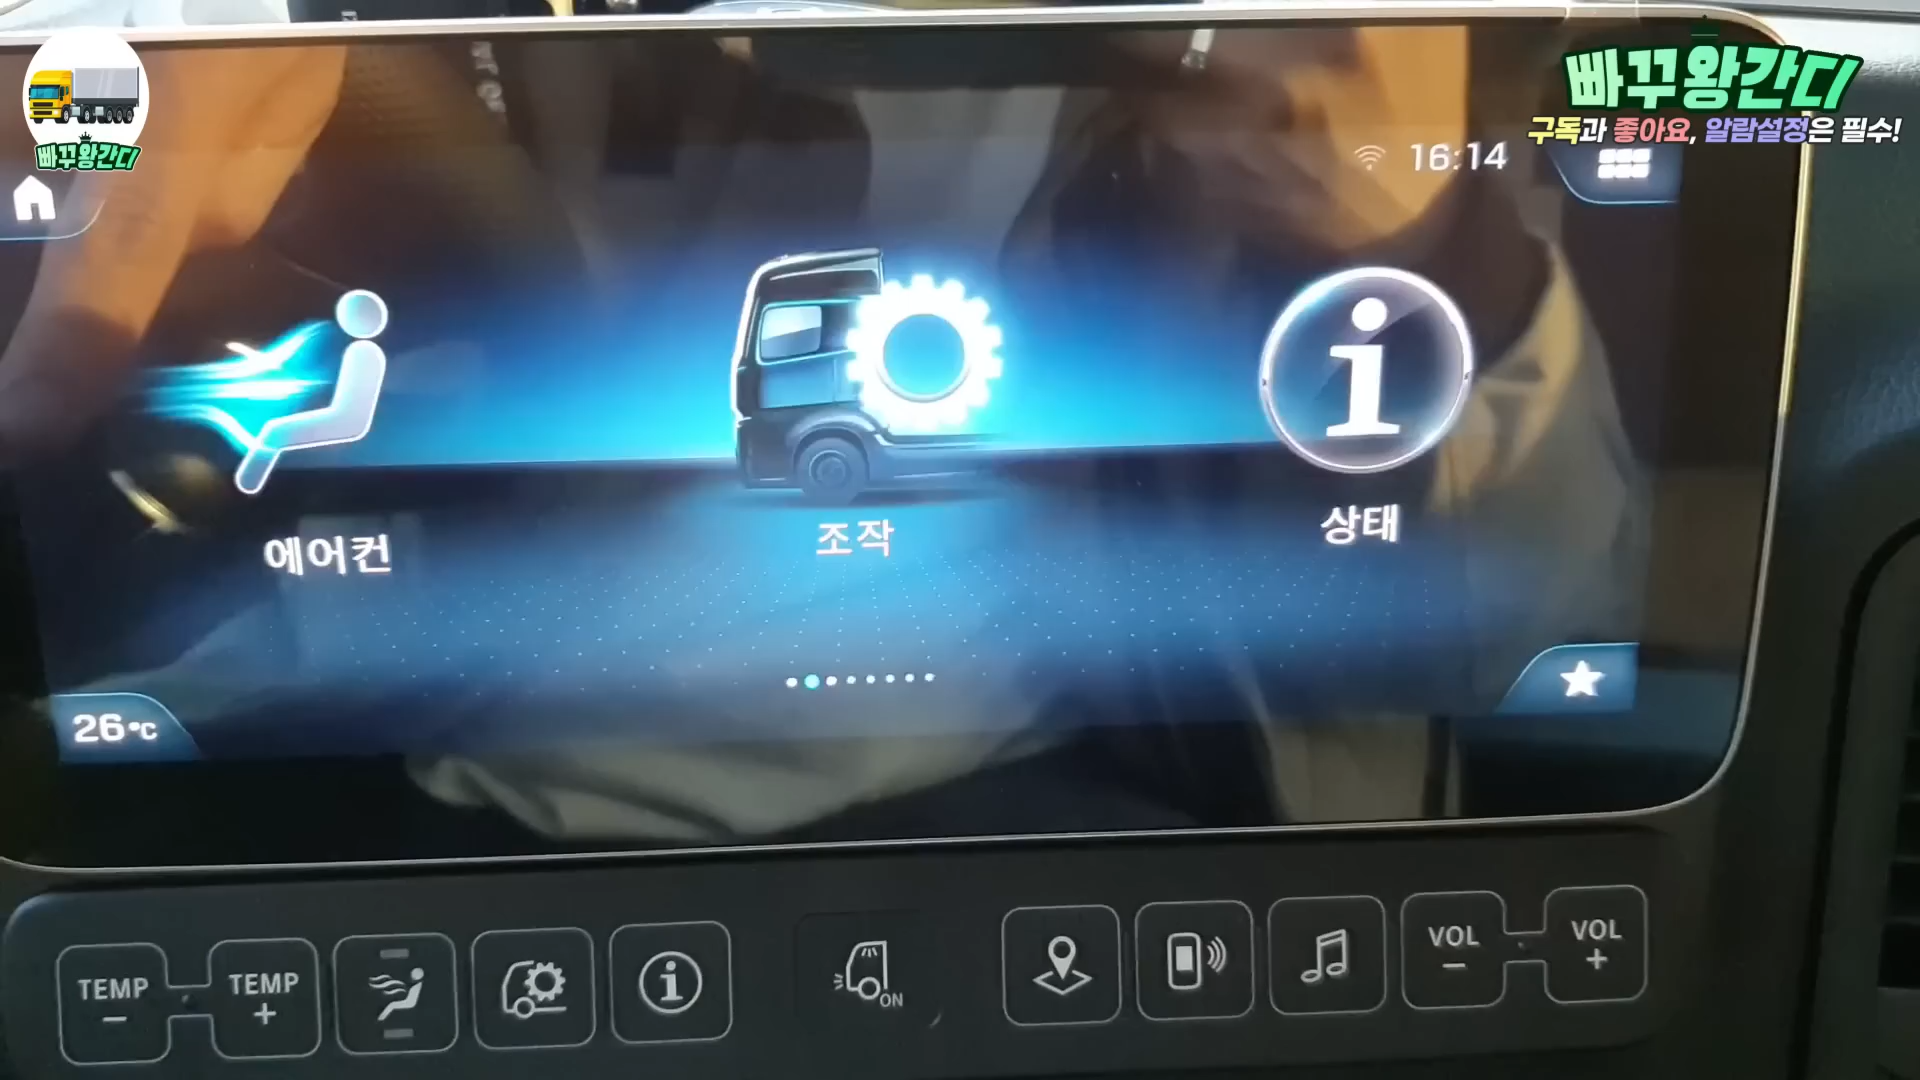 빠꾸왕간디
빠꾸왕간디
구독과 좋아요, 알람설정은 필수!
16:14
에어컨
조작
상태
26°C
TEMP
−
TEMP
+
ON
VOL
−
VOL
+